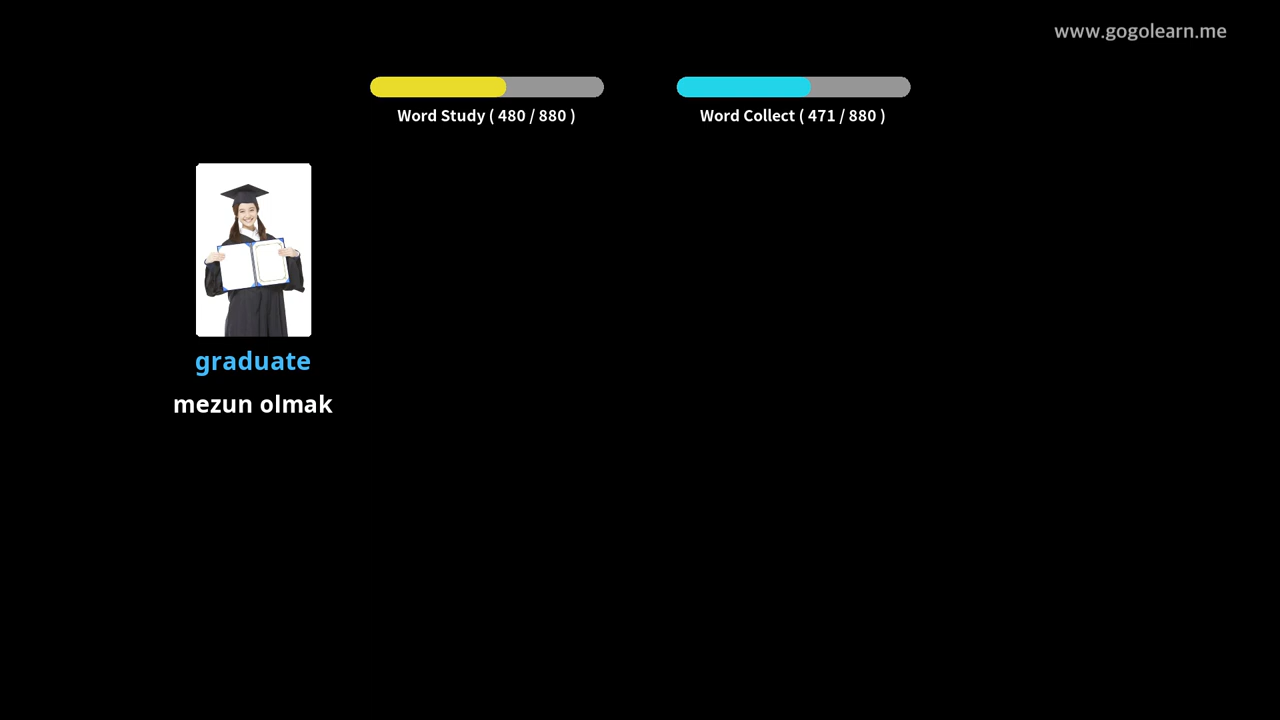 www.gogolearn.me
Word Study ( 480 / 880 )
Word Collect ( 471 / 880 )
graduate
mezun olmak